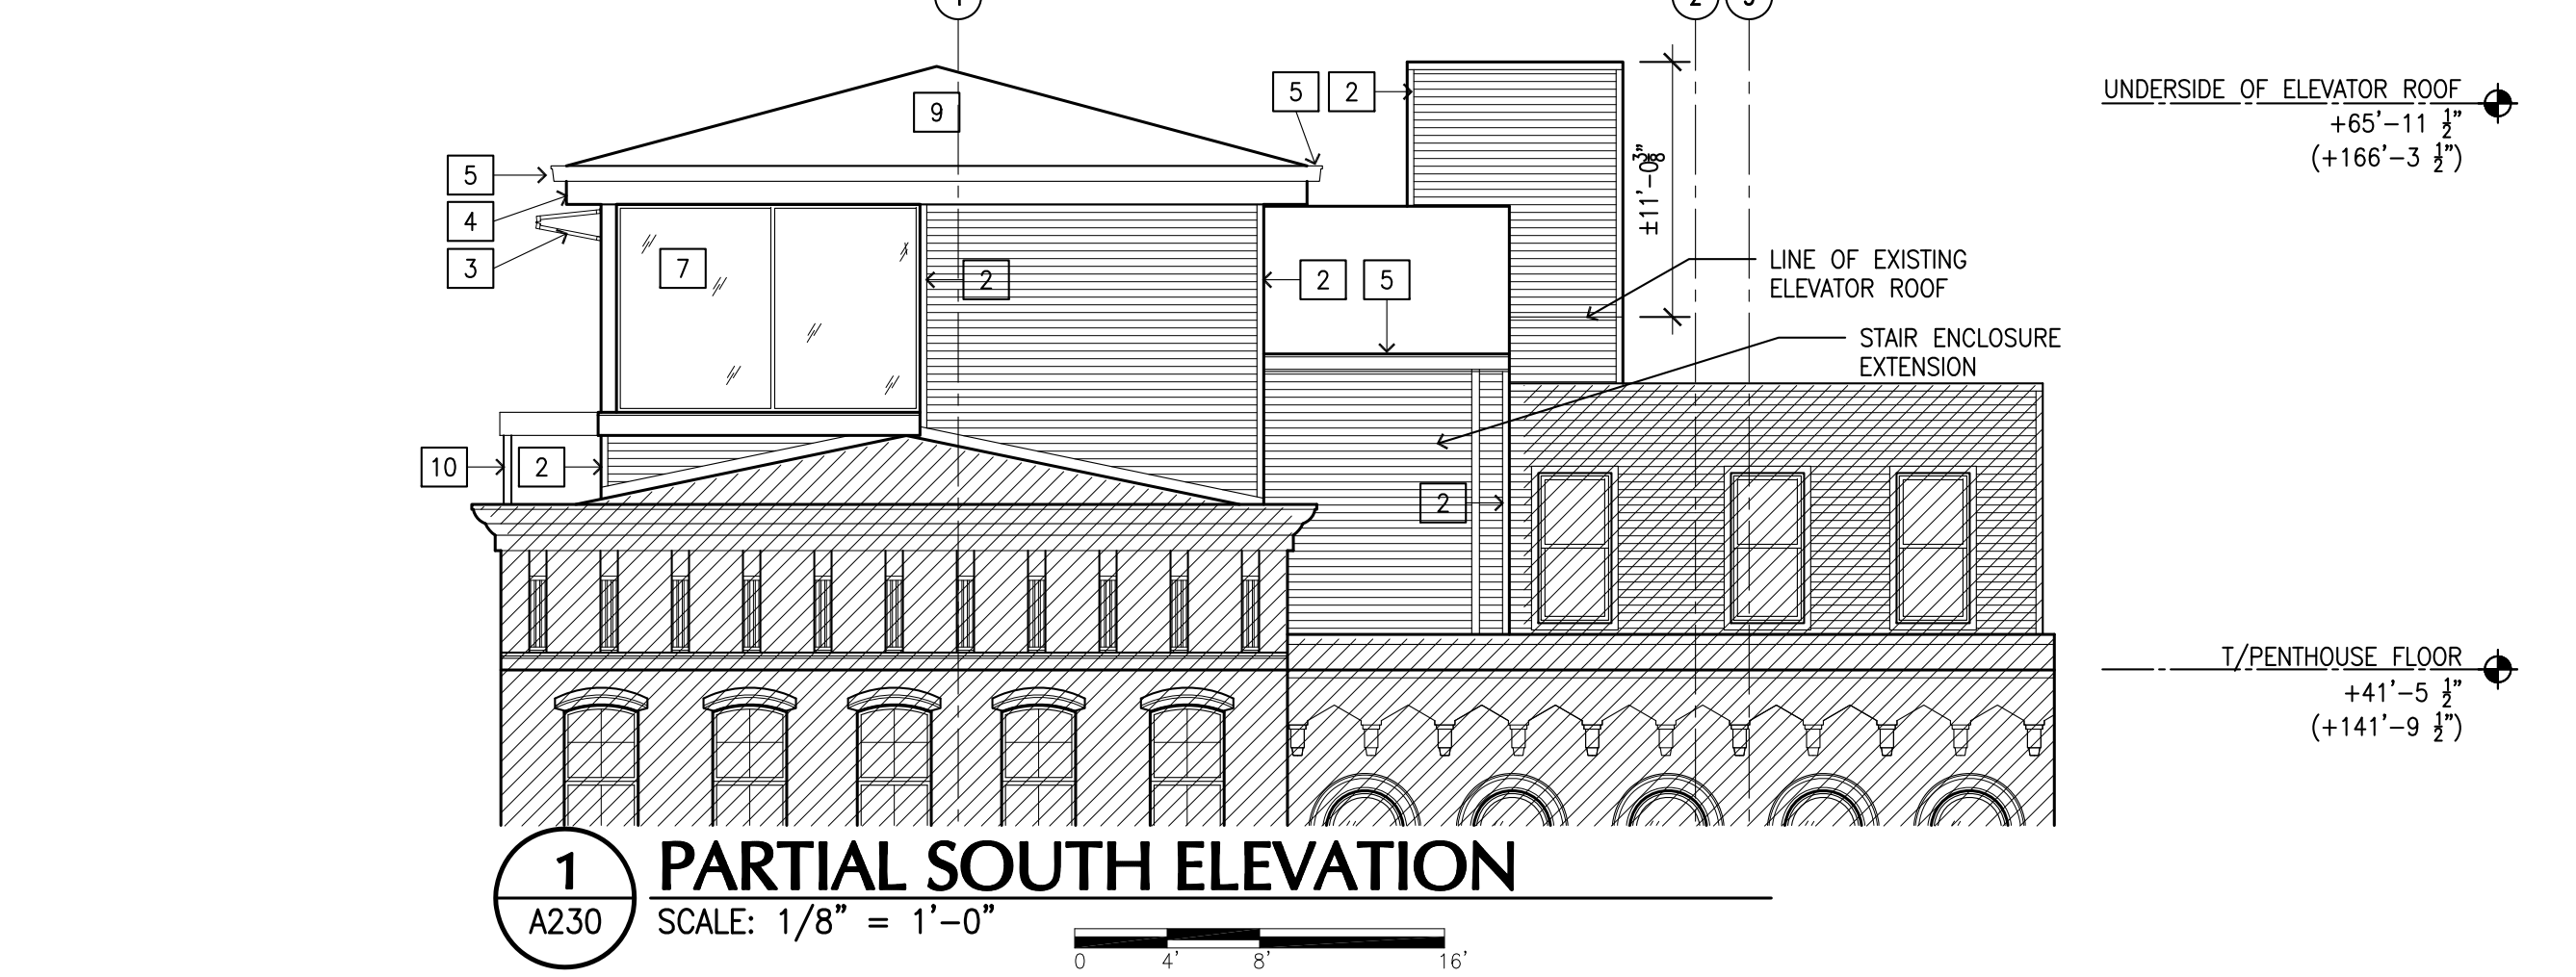 9
5
2
5
4
3
7
2
2
5
10
2
2
±11'-0⅜"
UNDERSIDE OF ELEVATOR ROOF
+65'-11 ½"
(+166'-3 ½")
LINE OF EXISTING
ELEVATOR ROOF
STAIR ENCLOSURE
EXTENSION
T/PENTHOUSE FLOOR
+41'-5 ½"
(+141'-9 ½")
1
A230
PARTIAL SOUTH ELEVATION
SCALE: 1/8" = 1'-0"
0 4' 8' 16'